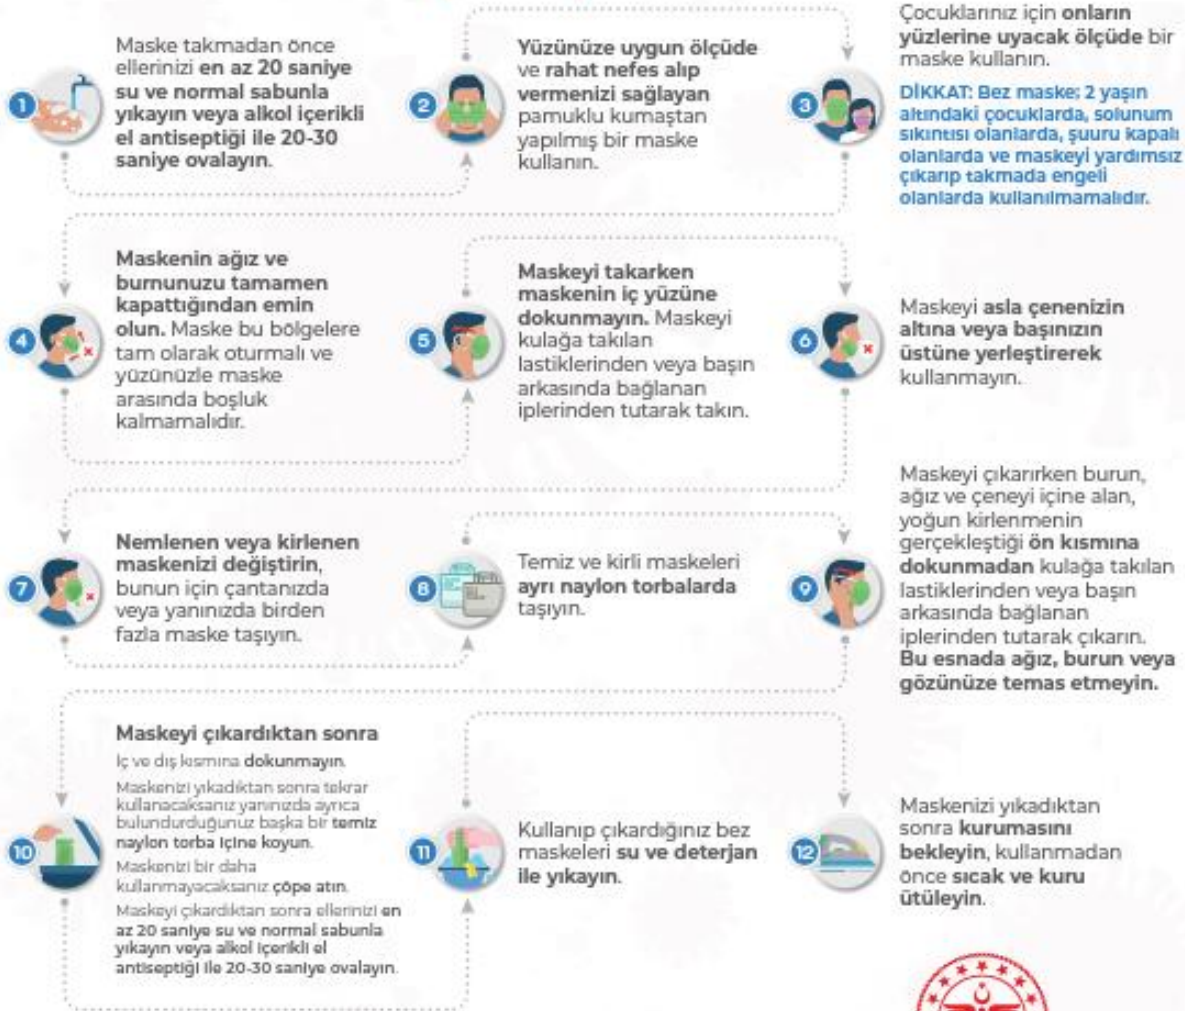 1
Maske takmadan önce
ellerinizi en az 20 saniye
su ve normal sabunla
yıkayın veya alkol içerikli
el antiseptiği ile 20-30
saniye ovalayın.
2
Yüzünüze uygun ölçüde
ve rahat nefes alıp
vermenizi sağlayan
pamuklu kumaştan
yapılmış bir maske
kullanın.
3
Çocuklarınız için onların
yüzlerine uyacak ölçüde bir
maske kullanın.
DİKKAT: Bez maske; 2 yaşın
altındaki çocuklarda, solunum
sıkıntısı olanlarda, şuuru kapalı
olanlarda ve maskeyi yardımsız
çıkarıp takmada engeli
olanlarda kullanılmamalıdır.
4
Maskenin ağız ve
burnunuzu tamamen
kapattığından emin
olun. Maske bu bölgelere
tam olarak oturmalı ve
yüzünüzle maske
arasında boşluk
kalmamalıdır.
5
Maskeyi takarken
maskenin iç yüzüne
dokunmayın. Maskeyi
kulağa takılan
lastiklerinden veya başın
arkasında bağlanan
iplerinden tutarak takın.
6
Maskeyi asla çenenizin
altına veya başınızın
üstüne yerleştirerek
kullanmayın.
7
Nemlenen veya kirlenen
maskenizi değiştirin,
bunun için çantanızda
veya yanınızda birden
fazla maske taşıyın.
8
Temiz ve kirli maskeleri
ayrı naylon torbalarda
taşıyın.
9
Maskeyi çıkarırken burun,
ağız ve çeneyi içine alan,
yoğun kirlenmenin
gerçekleştiği ön kısmına
dokunmadan kulağa takılan
lastiklerinden veya başın
arkasında bağlanan
iplerinden tutarak çıkarın.
Bu esnada ağız, burun veya
gözünüze temas etmeyin.
10
Maskeyi çıkardıktan sonra
İç ve dış kısmına dokunmayın.
Maskenizi yıkadıktan sonra tekrar
kullanacaksanız yanınızda ayrıca
bulundurduğunuz başka bir temiz
naylon torba içine koyun.
Maskenizi bir daha
kullanmayacaksanız çöpe atın.
Maskeyi çıkardıktan sonra ellerinizi en
az 20 saniye su ve normal sabunla
yıkayın veya alkol içerikli el
antiseptiği ile 20-30 saniye ovalayın.
11
Kullanıp çıkardığınız bez
maskeleri su ve deterjan
ile yıkayın.
12
Maskenizi yıkadıktan
sonra kurumasını
bekleyin, kullanmadan
önce sıcak ve kuru
ütüleyin.